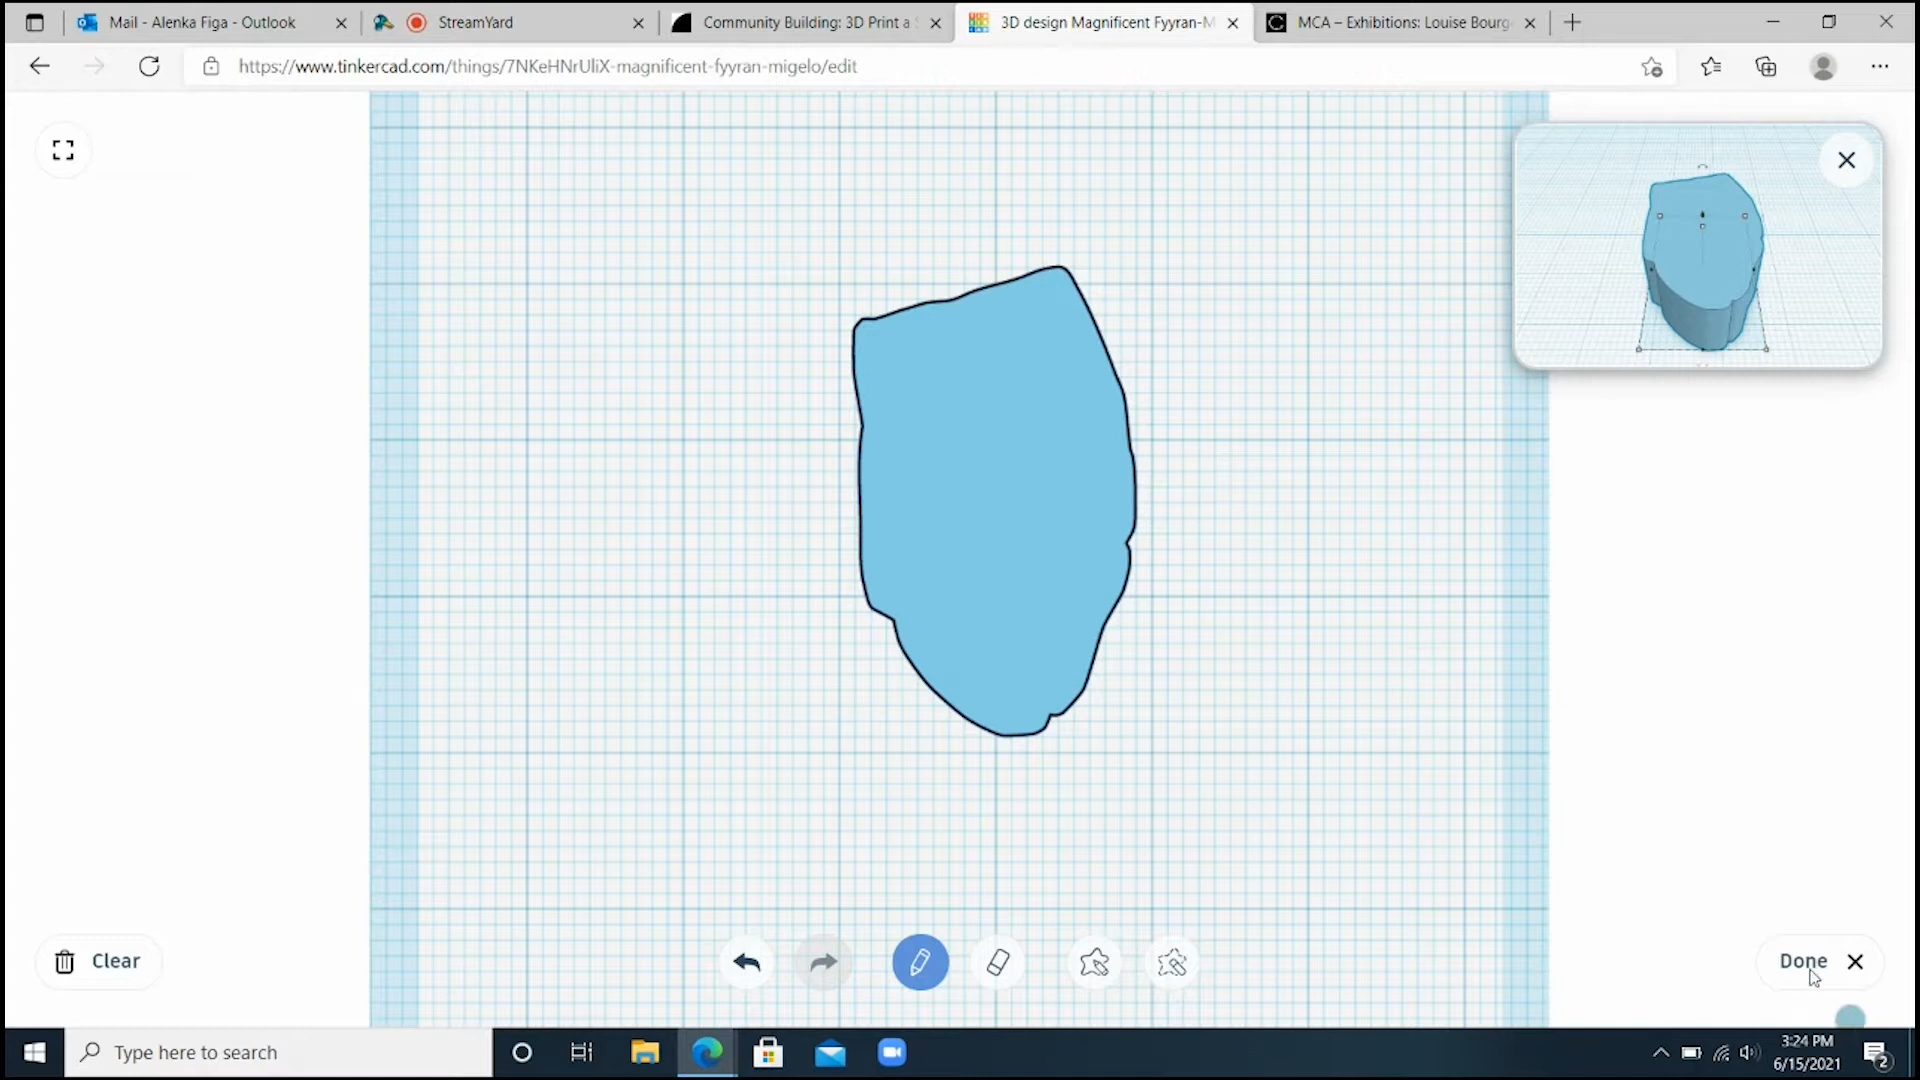 Mail - Alenka Figa - Outlook
StreamYard
Community Building: 3D Print a
3D design Magnificent Fyyran-M
MCA – Exhibitions: Louise Bourg
https://www.tinkercad.com/things/7NKeHNrUliX-magnificent-fyyran-migelo/edit
Clear
Done
Type here to search
3:24 PM
6/15/2021
2